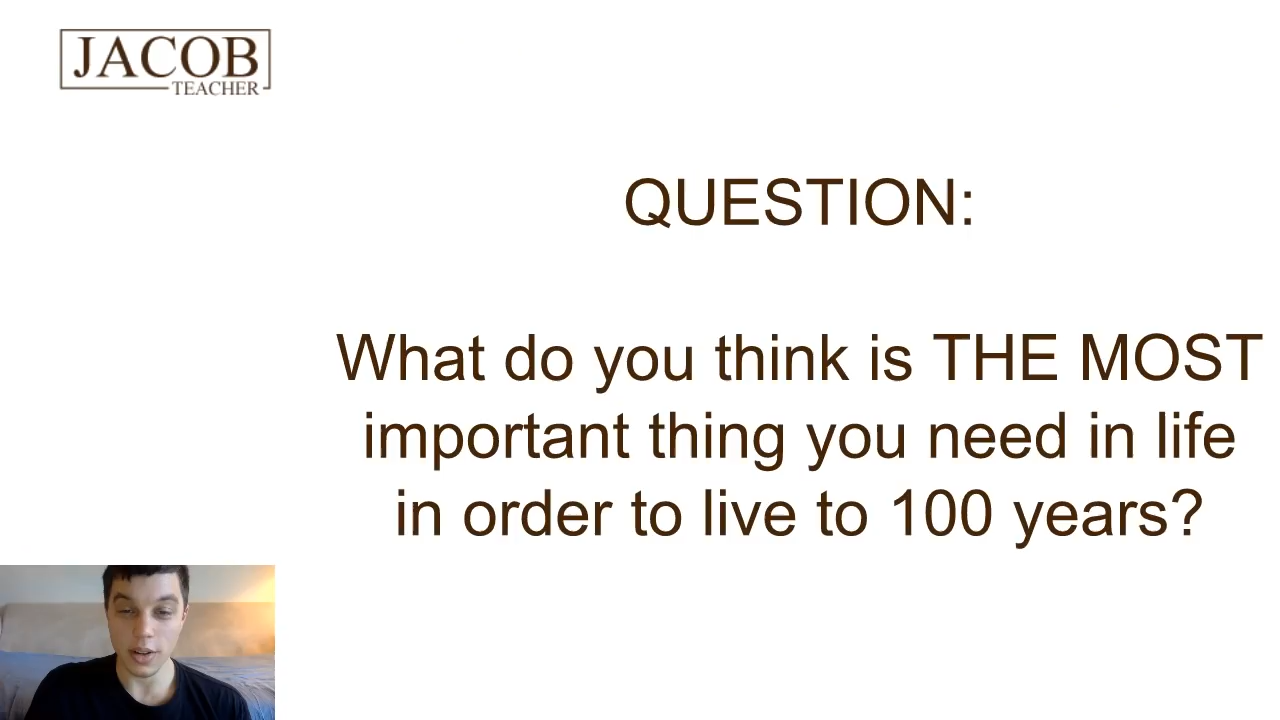 JACOB
TEACHER
QUESTION:
What do you think is THE MOST
important thing you need in life
in order to live to 100 years?